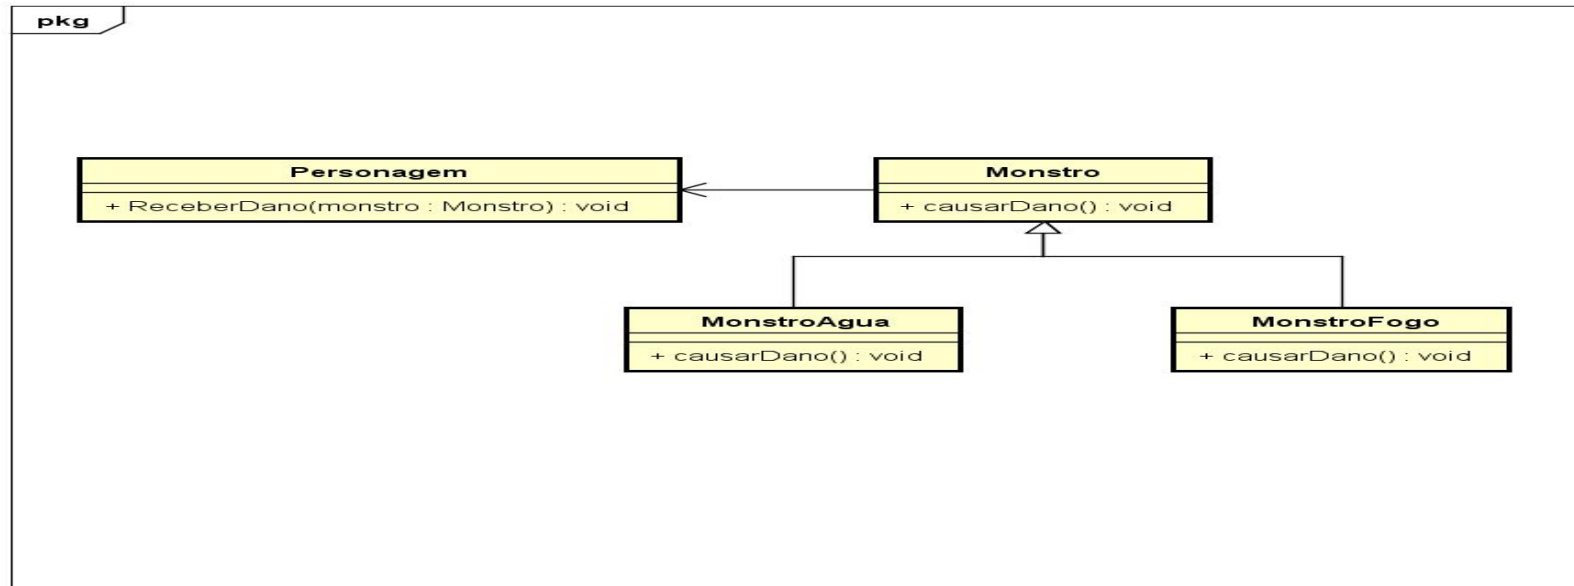 pkg
Personagem
+ ReceberDano(monstro : Monstro) : void
Monstro
+ causarDano() : void
MonstroAgua
+ causarDano() : void
MonstroFogo
+ causarDano() : void